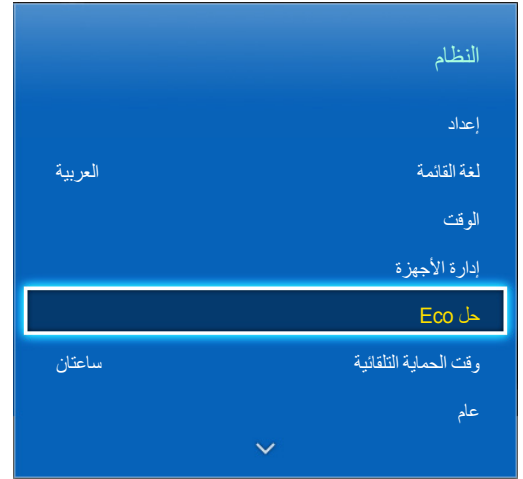 النظام
إعداد
لغة القائمة العربية
الوقت
إدارة الأجهزة
حل Eco
وقت الحماية التلقائية ساعتان
عام